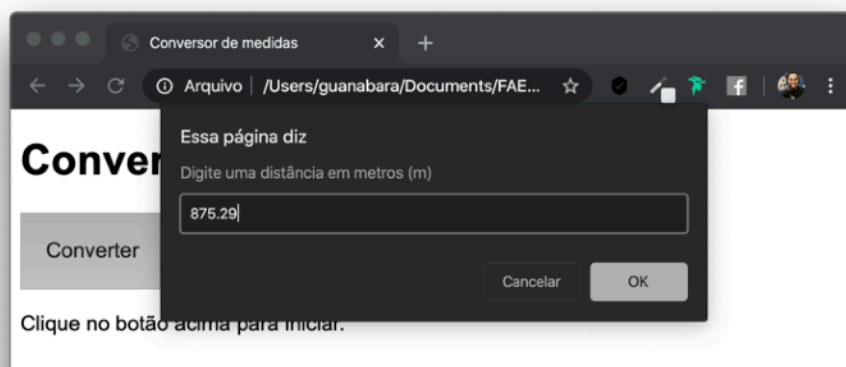 Conversor de medidas
Arquivo | /Users/guanabara/Documents/FAE...
Essa página diz
Conver
Digite uma distância em metros (m)
875.29
Converter
Cancelar
OK
Clique no botão acima para iniciar.